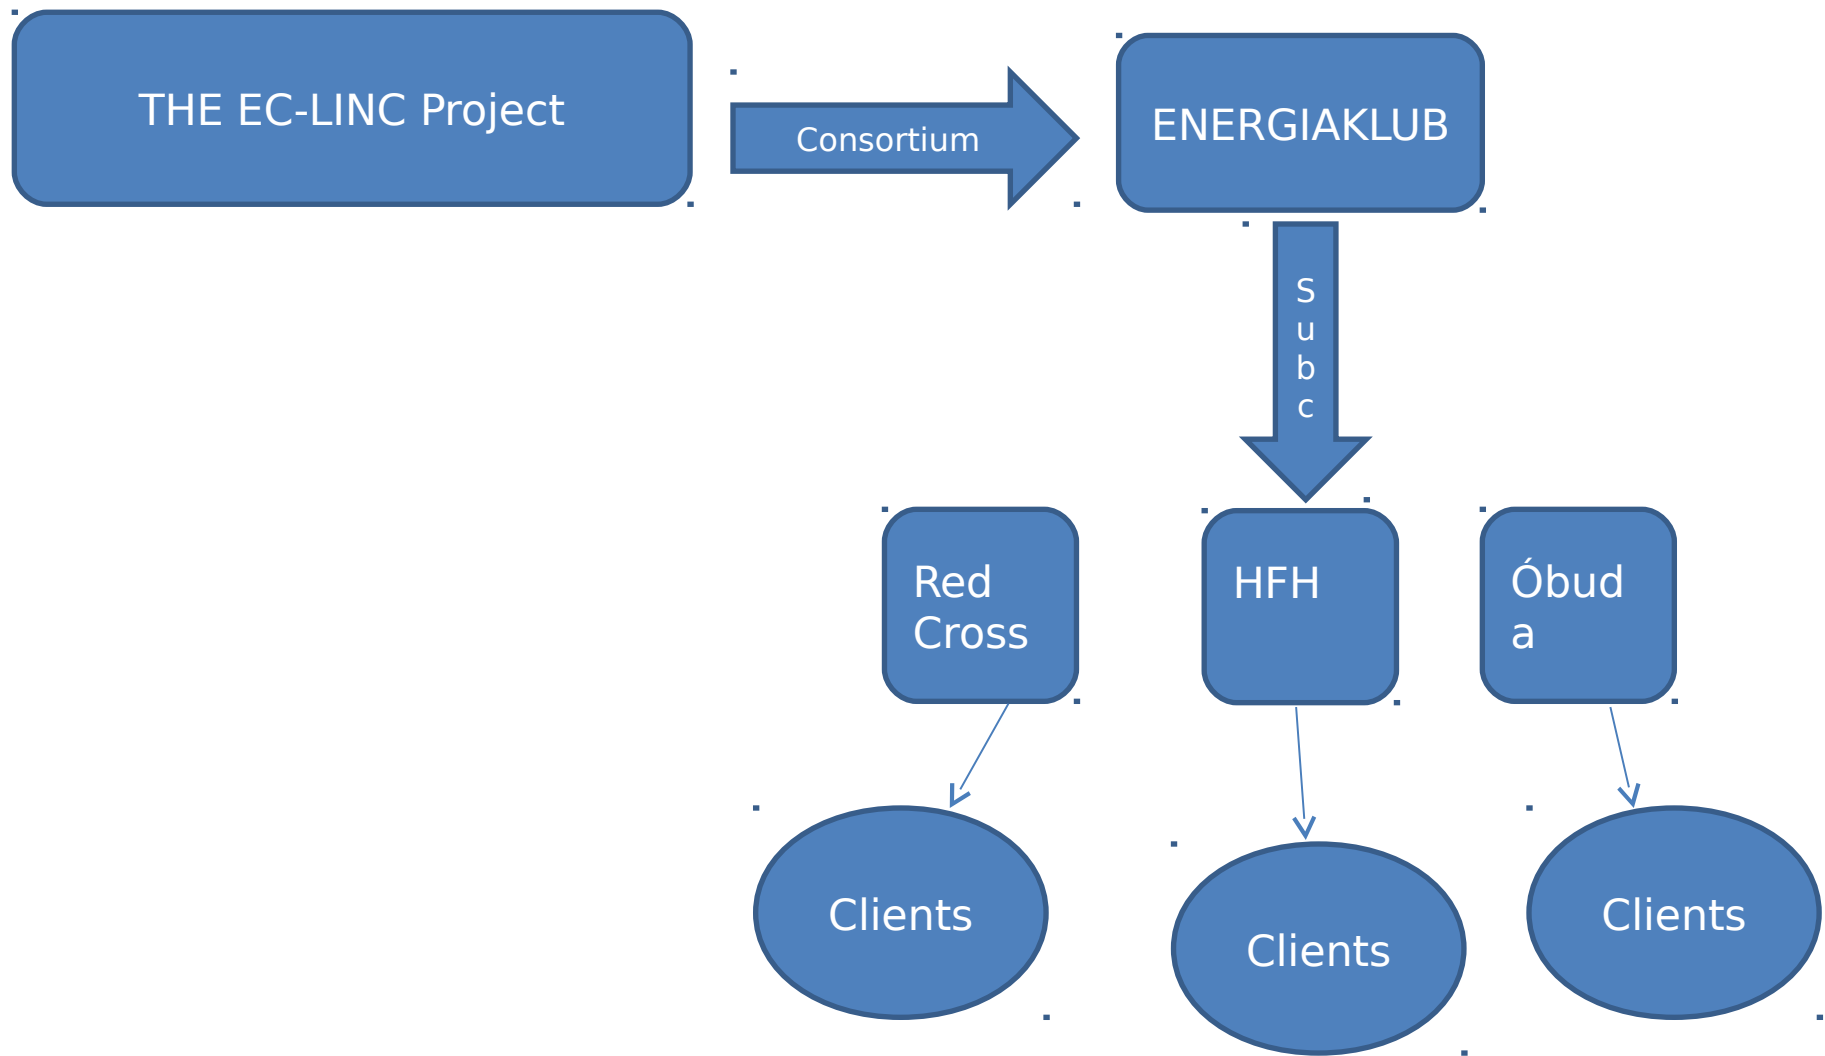 THE EC-LINC Project
Consortium
ENERGIAKLUB
S
u
b
c
Red
Cross
HFH
Óbud
a
Clients
Clients
Clients